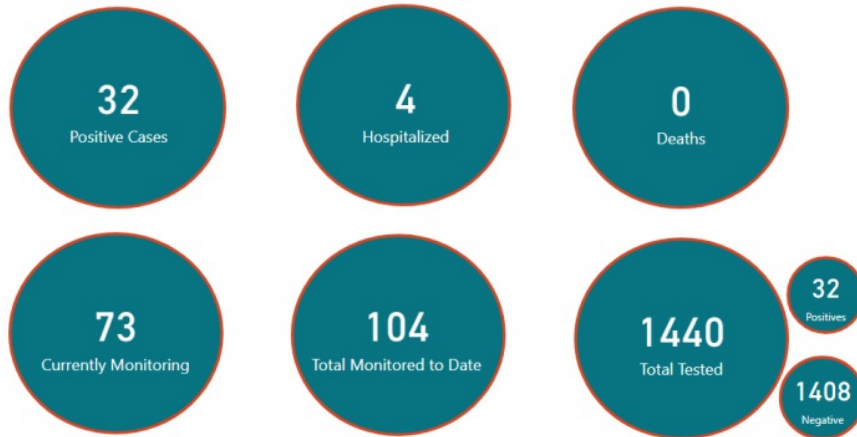 32
Positive Cases
4
Hospitalized
0
Deaths
73
Currently Monitoring
104
Total Monitored to Date
1440
Total Tested
32
Positives
1408
Negative